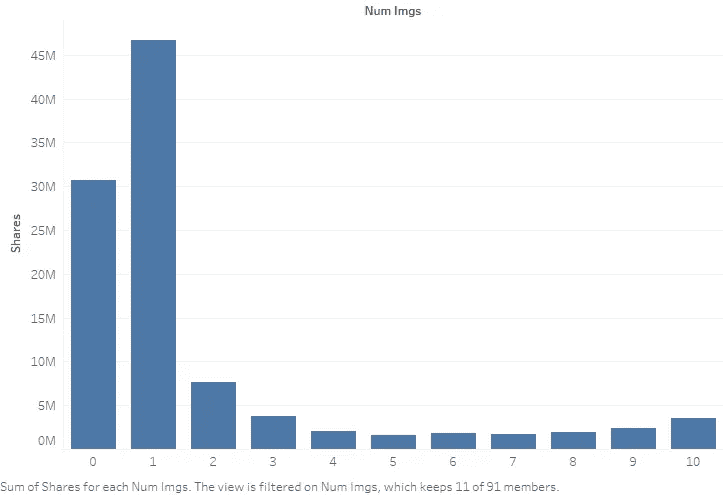 Num Imgs
45M
40M
35M
30M
25M
20M
15M
10M
5M
0M
Shares
0 1 2 3 4 5 6 7 8 9 10
Sum of Shares for each Num Imgs. The view is filtered on Num Imgs, which keeps 11 of 91 members.